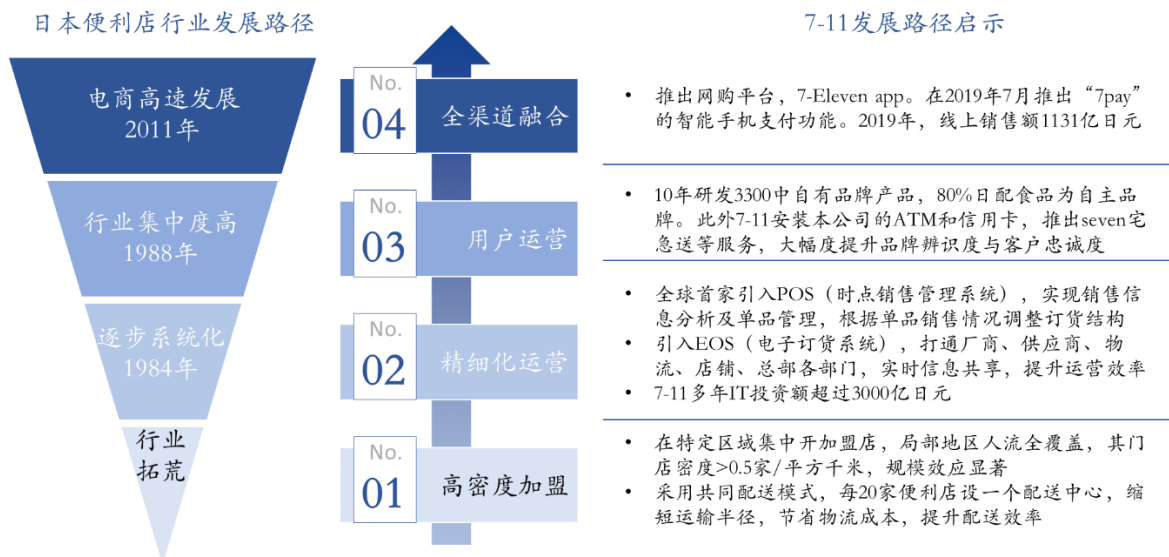 日本便利店行业发展路径
7-11发展路径启示
电商高速发展
2011年
No.
04
全渠道融合
• 推出网购平台，7-Eleven app。在2019年7月推出“7pay”
的智能手机支付功能。2019年，线上销售额1131亿日元
行业集中度高
1988年
No.
03
用户运营
• 10年研发3300中自有品牌产品，80%日配食品为自主品
牌。此外7-11安装本公司的ATM和信用卡，推出seven宅
急送等服务，大幅度提升品牌辨识度与客户忠诚度
逐步系统化
1984年
No.
02
精细化运营
• 全球首家引入POS（时点销售管理系统），实现销售信
息分析及单品管理，根据单品销售情况调整订货结构
• 引入EOS（电子订货系统），打通厂商、供应商、物
流、店铺、总部各部门，实时信息共享，提升运营效率
• 7-11多年IT投资额超过3000亿日元
行业
拓荒
No.
01
高密度加盟
• 在特定区域集中开加盟店，局部地区人流全覆盖，其门
店密度>0.5家/平方千米，规模效应显著
• 采用共同配送模式，每20家便利店设一个配送中心，缩
短运输半径，节省物流成本，提升配送效率